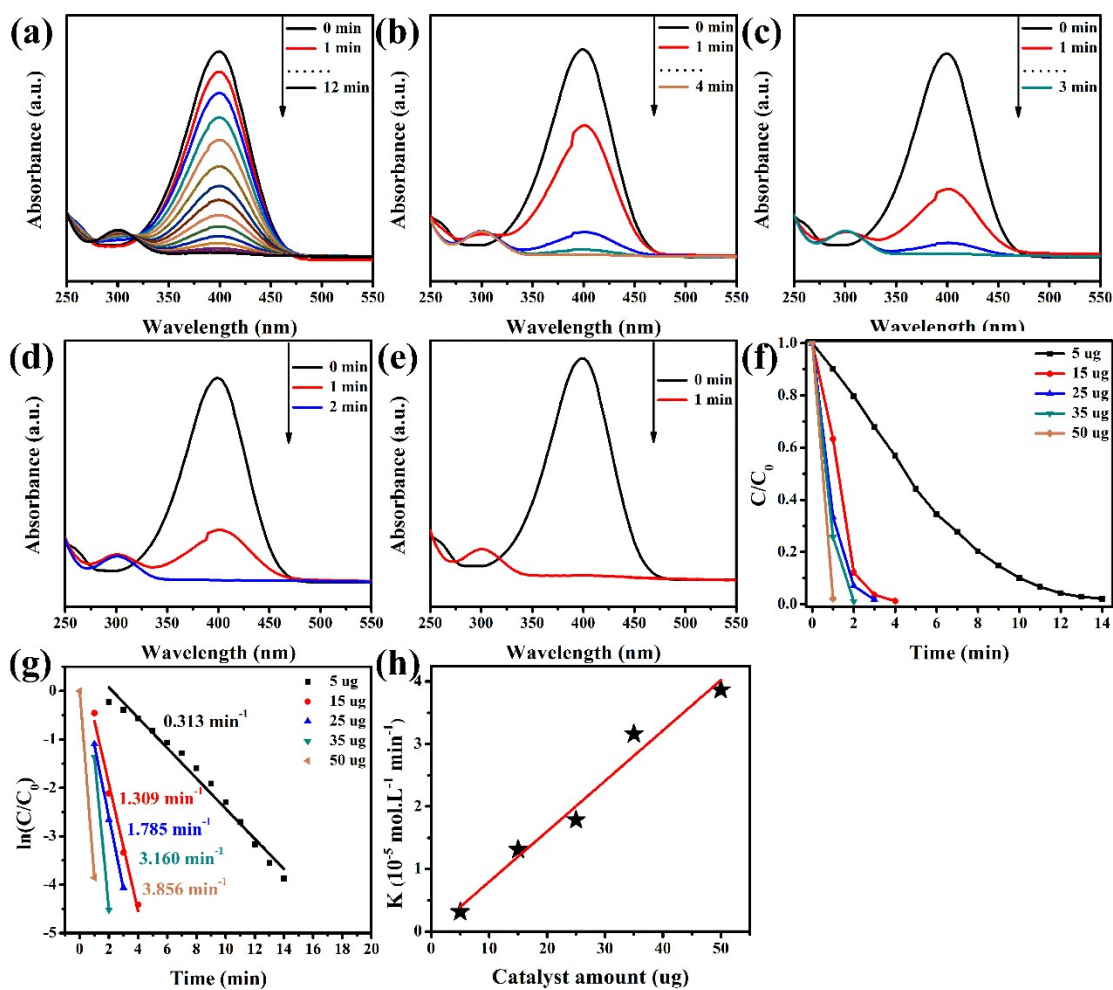 (a)
0 min
1 min
......
12 min
Absorbance (a.u.)
250 300 350 400 450 500 550
Wavelength (nm)
(b)
0 min
1 min
......
4 min
Absorbance (a.u.)
250 300 350 400 450 500 550
Wavelength (nm)
(c)
0 min
1 min
......
3 min
Absorbance (a.u.)
250 300 350 400 450 500 550
Wavelength (nm)
(d)
0 min
1 min
2 min
Absorbance (a.u.)
250 300 350 400 450 500 550
Wavelength (nm)
(e)
0 min
1 min
Absorbance (a.u.)
250 300 350 400 450 500 550
Wavelength (nm)
(f)
1.0
0.8
0.6
0.4
0.2
0.0
C/C₀
5 ug
15 ug
25 ug
35 ug
50 ug
0 2 4 6 8 10 12 14
Time (min)
(g)
0
-1
-2
-3
-4
-5
ln(C/C₀)
5 ug
15 ug
25 ug
35 ug
50 ug
0.313 min⁻¹
1.309 min⁻¹
1.785 min⁻¹
3.160 min⁻¹
3.856 min⁻¹
0 2 4 6 8 10 12 14 16 18 20
Time (min)
(h)
4
3
2
1
0
K (10⁻⁵ mol.L⁻¹ min⁻¹)
0 10 20 30 40 50
Catalyst amount (ug)